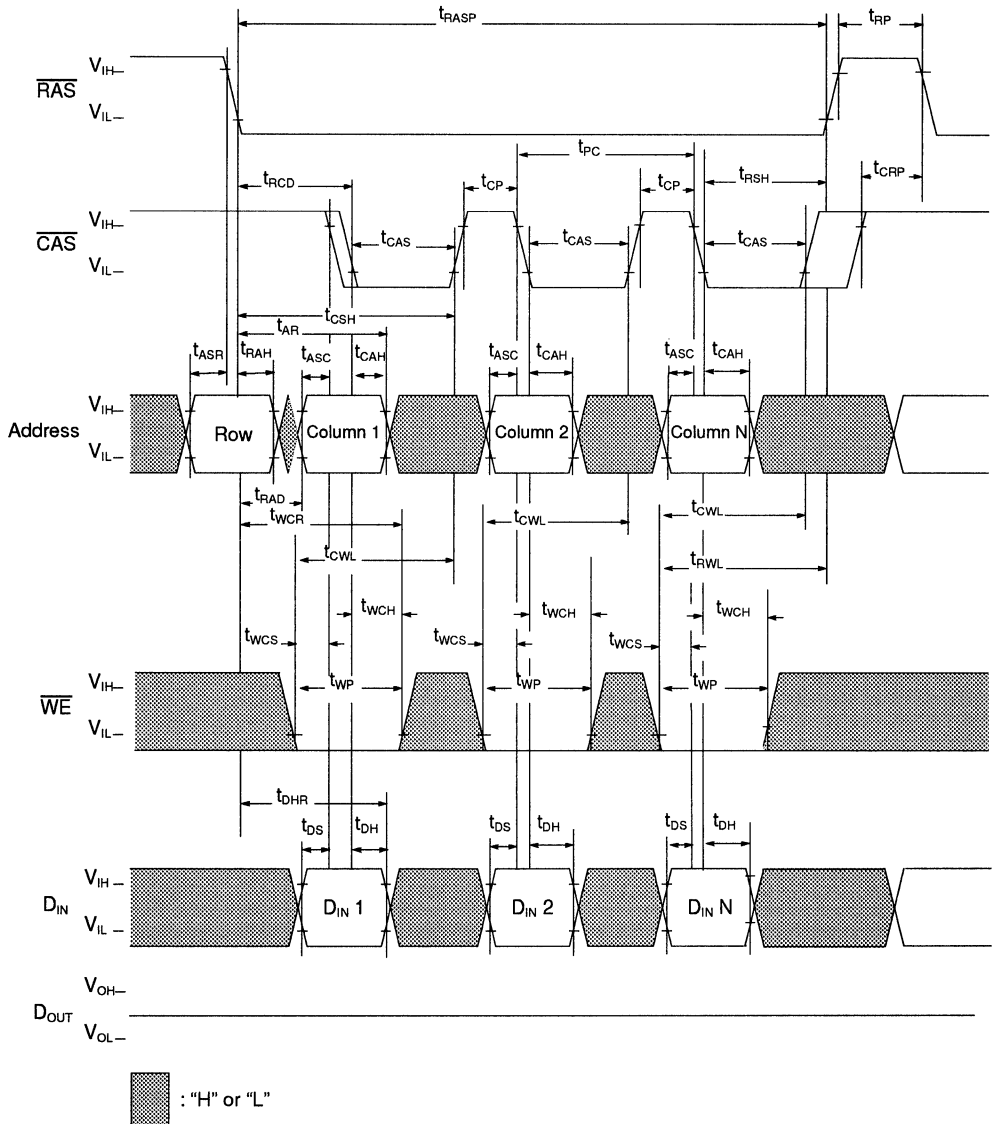 tRASP
tRP
VIH
RAS
VIL
tPC
tRCD
tCP
tCP
tRSH
tCRP
VIH
CAS
VIL
tCAS
tCAS
tCAS
tCSH
tAR
tASR
tRAH
tASC
tCAH
tASC
tCAH
tASC
tCAH
VIH
Address
VIL
Row
Column 1
Column 2
Column N
tRAD
tWCR
tCWL
tCWL
tCWL
tRWL
tWCH
tWCH
tWCH
tWCS
tWCS
tWCS
VIH
WE
VIL
tWP
tWP
tWP
tDHR
tDS
tDH
tDS
tDH
tDS
tDH
VIH
DIN
VIL
DIN 1
DIN 2
DIN N
VOH
DOUT
VOL
: “H” or “L”